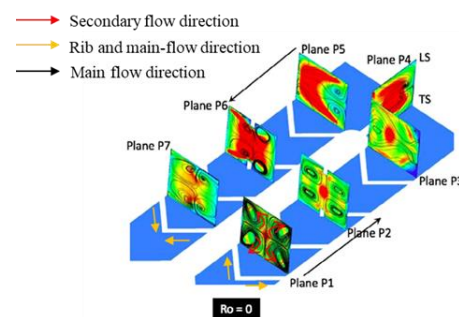 Secondary flow direction
Rib and main-flow direction
Main flow direction
Plane P5
Plane P4
LS
TS
Plane P6
Plane P7
Plane P3
Plane P2
Plane P1
Ro = 0